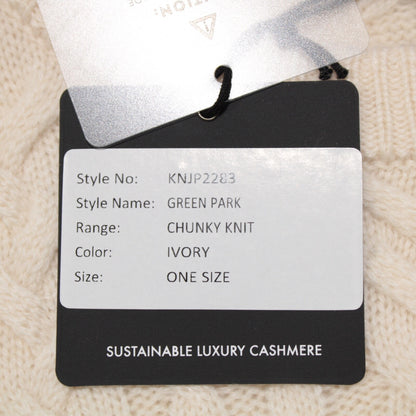 Style No: KNJP2283
Style Name: GREEN PARK
Range: CHUNKY KNIT
Color: IVORY
Size: ONE SIZE
SUSTAINABLE LUXURY CASHMERE